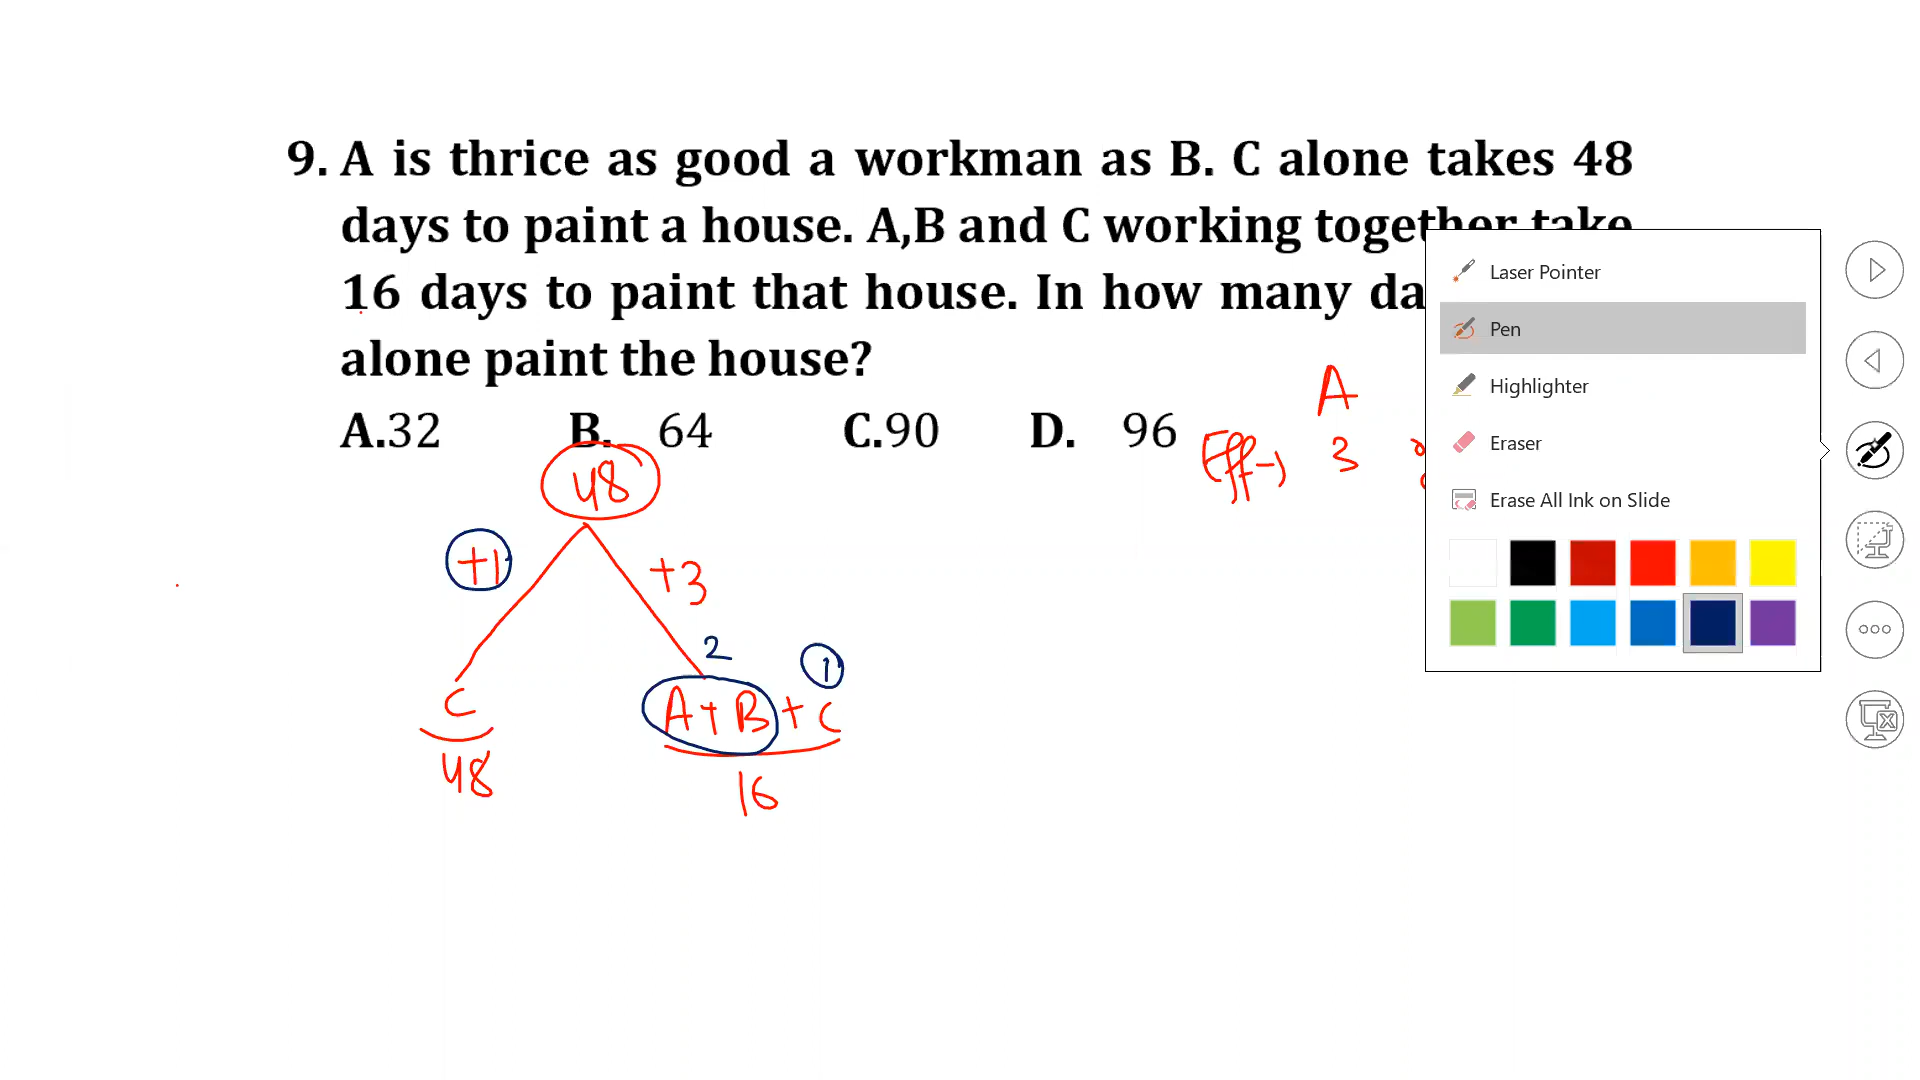 9. A is thrice as good a workman as B. C alone takes 48
days to paint a house. A,B and C working together take
16 days to paint that house. In how many da
alone paint the house?
A.32 B. 64 C.90 D. 96
A
Eff-) 3
48
+1 +3
2 1
C A+B+C
48 16
Laser Pointer
Pen
Highlighter
Eraser
Erase All Ink on Slide